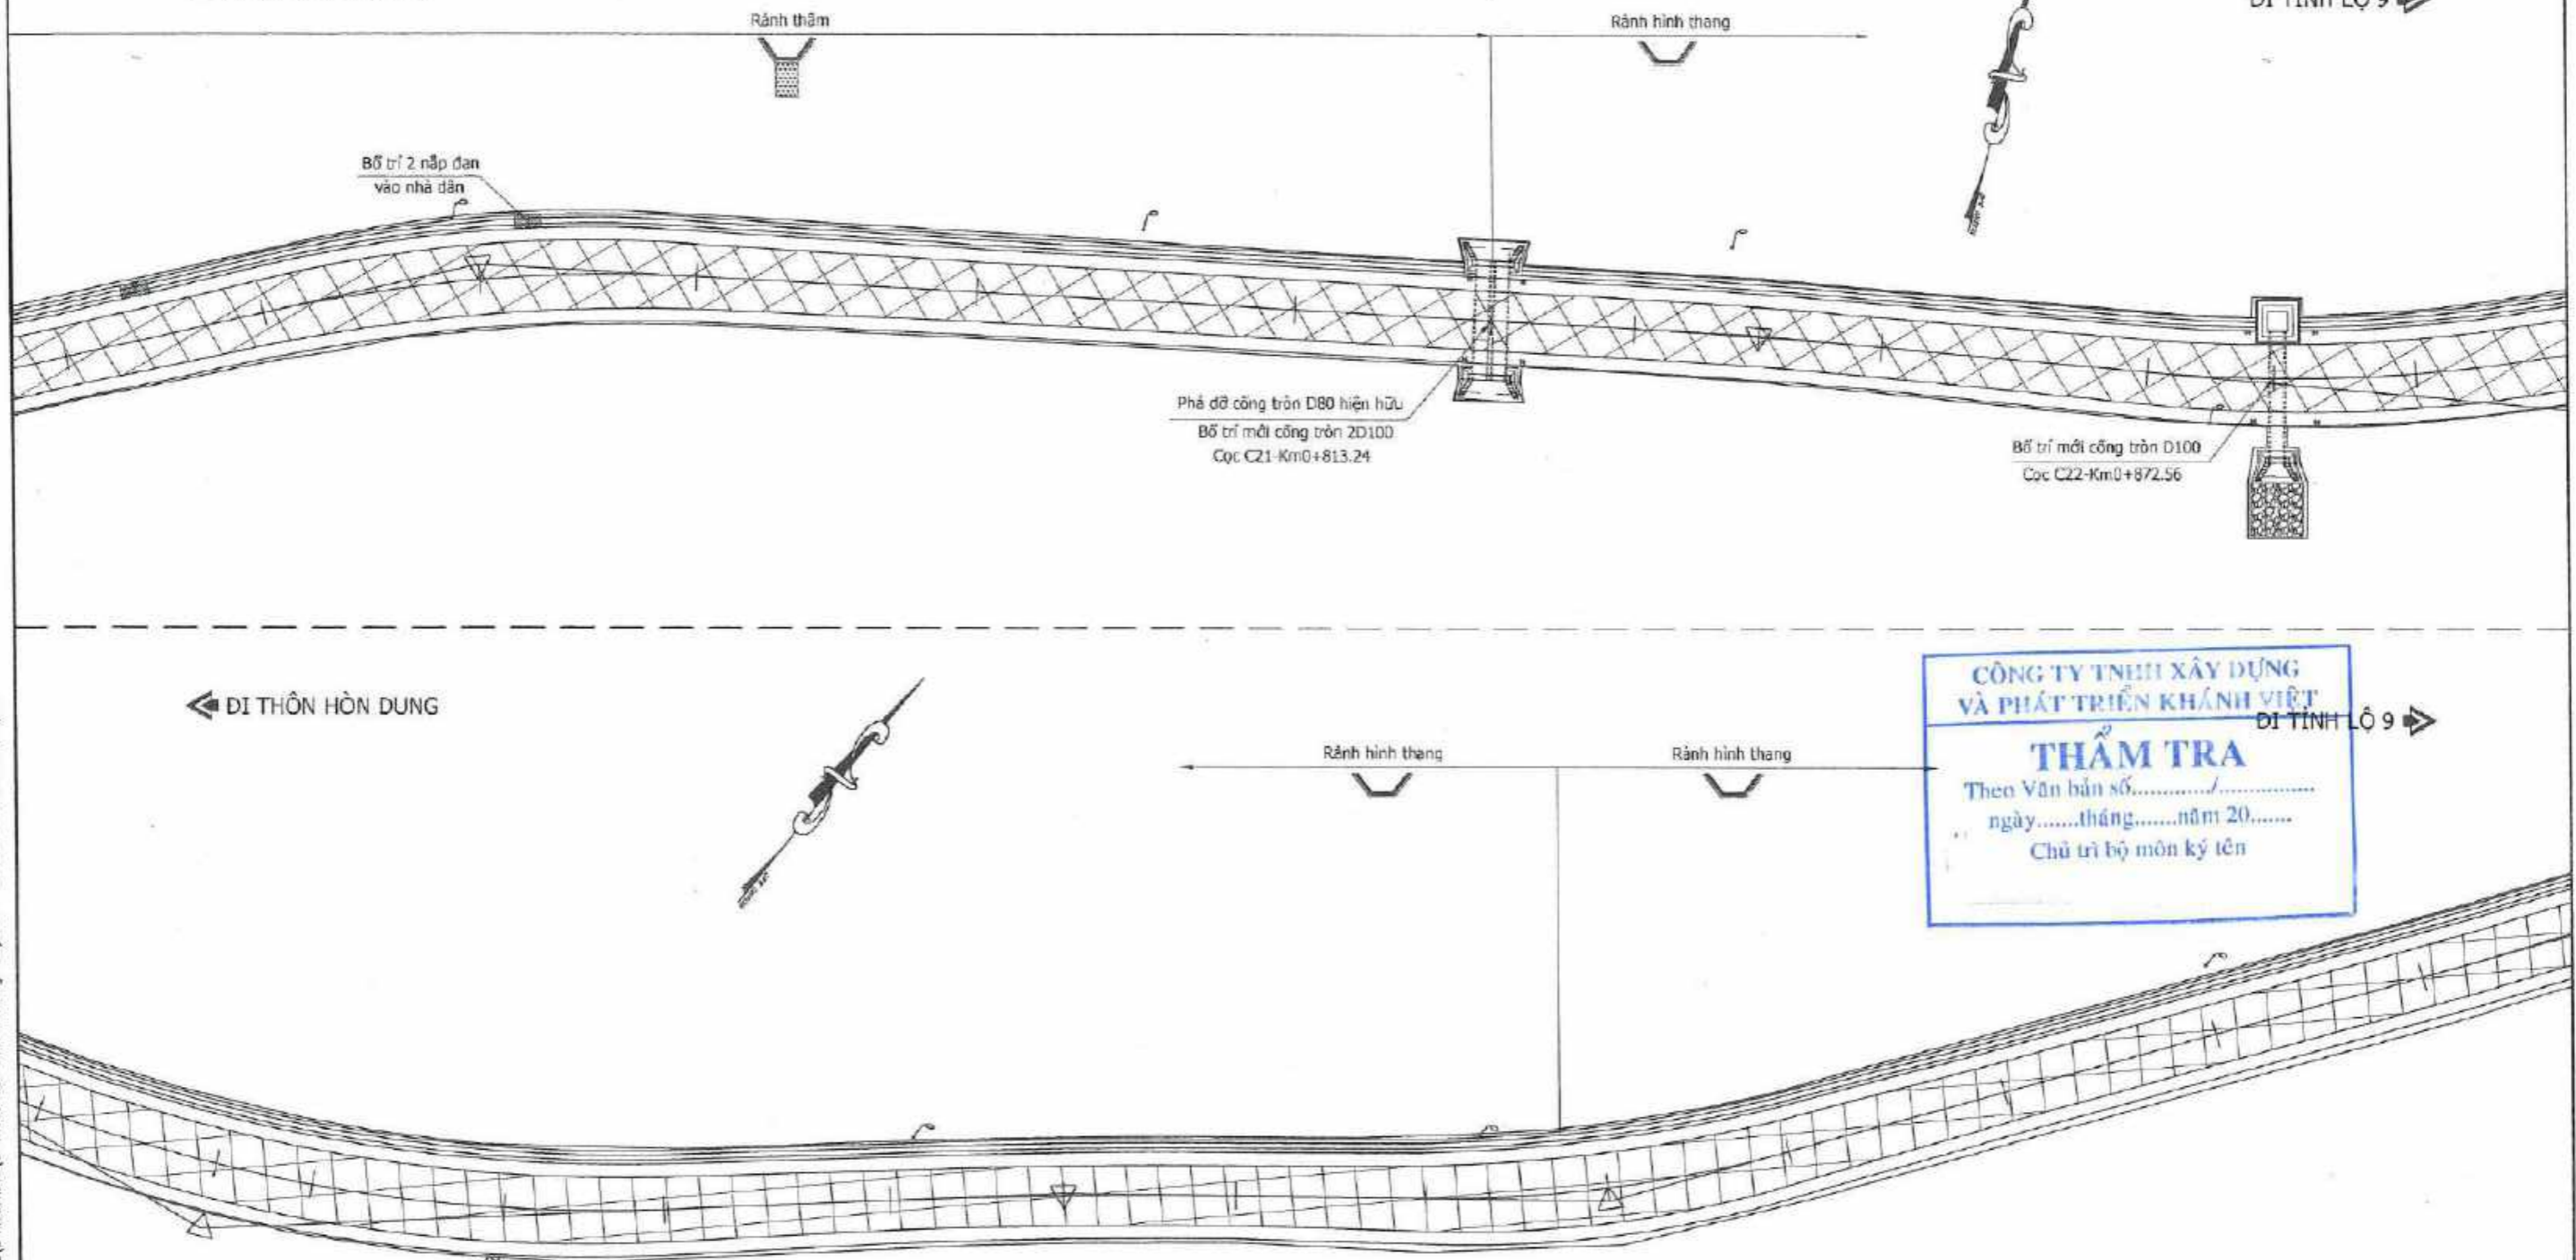 Rãnh thấm
Rãnh hình thang
ĐI TỈNH LỘ 9
Bố trí 2 nắp đan
vào nhà dân
Phá dỡ cống tròn D80 hiện hữu
Bố trí mới cống tròn 2D100
Cọc C21-Km0+813.24
Bố trí mới cống tròn D100
Cọc C22-Km0+872.56
ĐI THÔN HÒN DUNG
Rãnh hình thang
Rãnh hình thang
CÔNG TY TNHH XÂY DỰNG
VÀ PHÁT TRIỂN KHÁNH VIỆT
ĐI TỈNH LỘ 9
THẨM TRA
Theo Văn bản số............./................
ngày.......tháng.......năm 20.......
Chủ trì bộ môn ký tên